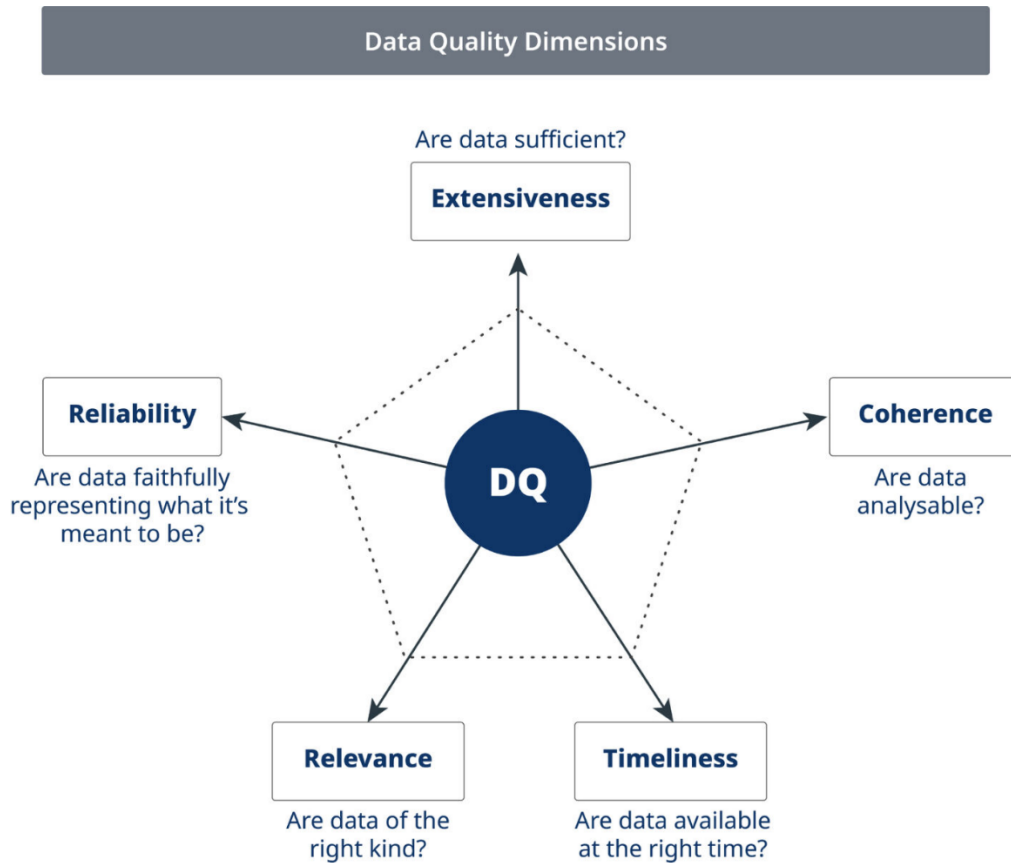 Data Quality Dimensions
Are data sufficient?
Extensiveness
Reliability
Are data faithfully
representing what it's
meant to be?
DQ
Coherence
Are data
analysable?
Relevance
Are data of the
right kind?
Timeliness
Are data available
at the right time?